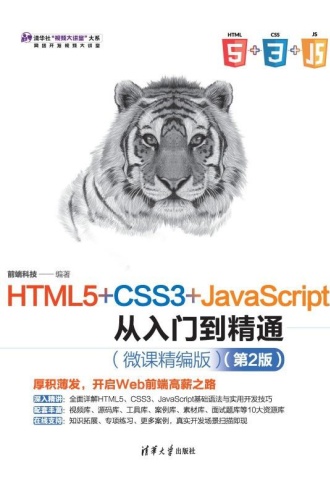 清华社"视频大讲堂"大系
网络开发视频大讲堂
HTML CSS JS
5 + 3 + JS
前端科技——编著
HTML5+CSS3+JavaScript
从入门到精通
(微课精编版)(第2版)
厚积薄发，开启Web前端高薪之路
深入精讲：全面详解HTML5、CSS3、JavaScript基础语法与实用开发技巧
配套丰富：视频库、源码库、工具库、案例库、素材库、面试题库等10大资源库
在线支持：知识拓展、专项练习、更多案例，真实开发场景扫描即现
清华大学出版社